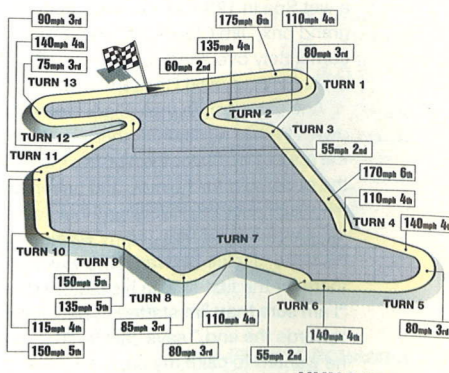 90mph 3rd
175mph 6th
110mph 4th
140mph 4th
135mph 4th
75mph 3rd
60mph 2nd
80mph 3rd
TURN 13
TURN 1
TURN 2
TURN 12
TURN 3
TURN 11
55mph 2nd
170mph 6th
110mph 4th
TURN 4
140mph 4th
TURN 7
TURN 10
TURN 9
150mph 5th
TURN 8
TURN 6
TURN 5
135mph 5th
115mph 4th
85mph 3rd
110mph 4th
140mph 4th
80mph 3rd
150mph 5th
80mph 3rd
55mph 2nd